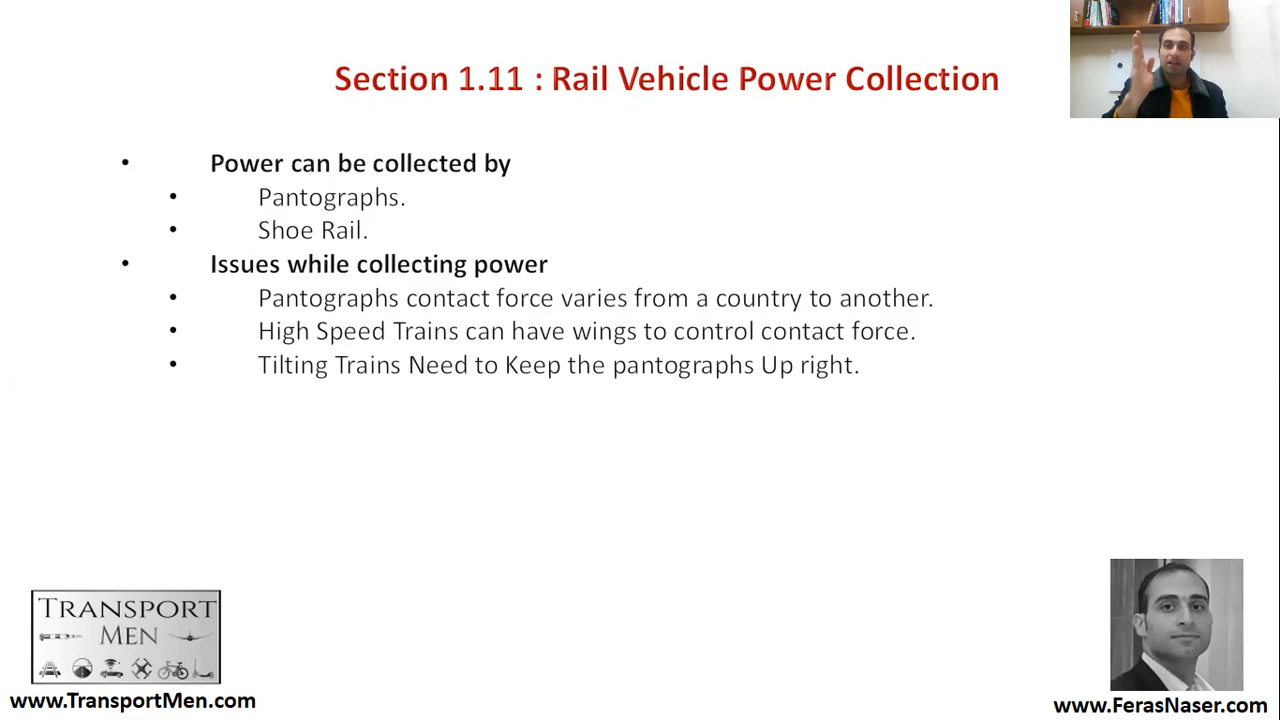 Section 1.11 : Rail Vehicle Power Collection
• Power can be collected by
• Pantographs.
• Shoe Rail.
• Issues while collecting power
• Pantographs contact force varies from a country to another.
• High Speed Trains can have wings to control contact force.
• Tilting Trains Need to Keep the pantographs Up right.
TRANSPORT
MEN
www.TransportMen.com
www.FerasNaser.com